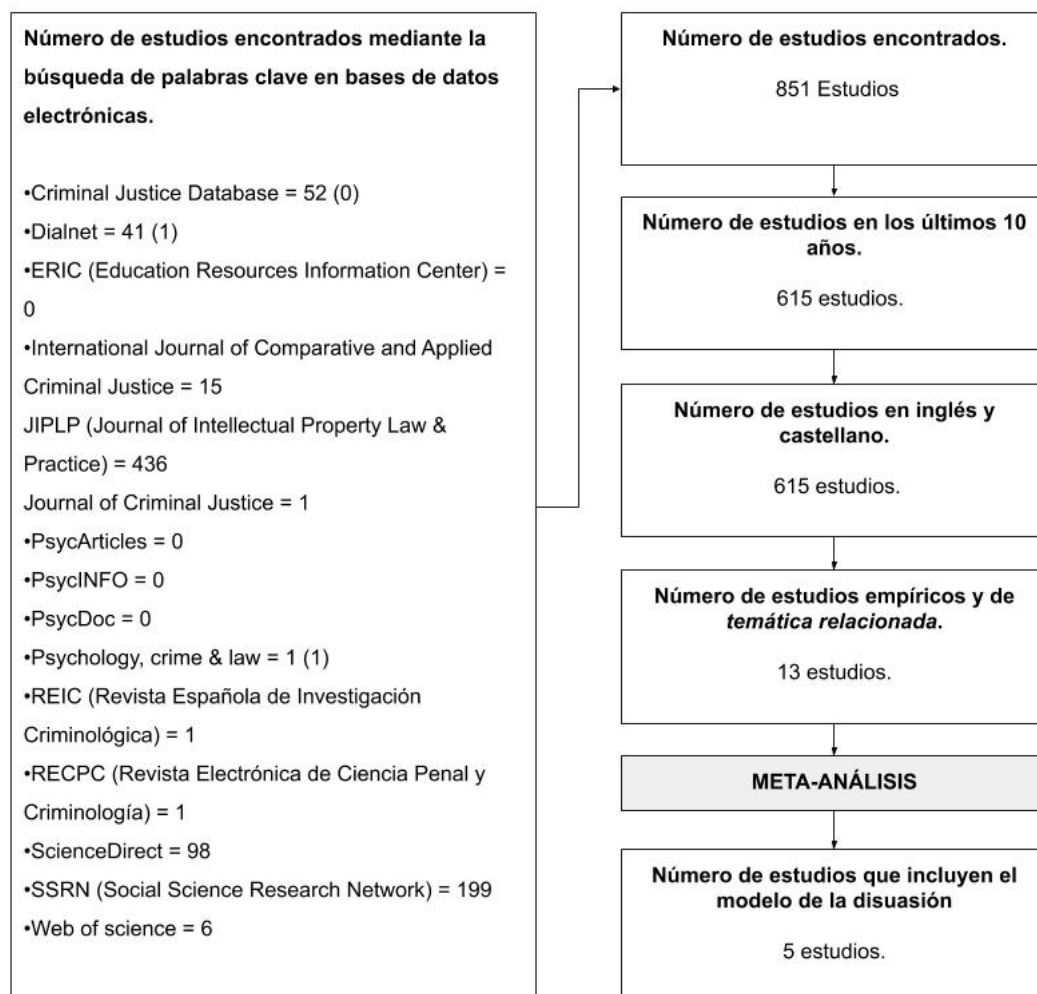 Número de estudios encontrados mediante la
búsqueda de palabras clave en bases de datos
electrónicas.
•Criminal Justice Database = 52 (0)
•Dialnet = 41 (1)
•ERIC (Education Resources Information Center) =
0
•International Journal of Comparative and Applied
Criminal Justice = 15
JIPLP (Journal of Intellectual Property Law &
Practice) = 436
Journal of Criminal Justice = 1
•PsycArticles = 0
•PsycINFO = 0
•PsycDoc = 0
•Psychology, crime & law = 1 (1)
•REIC (Revista Española de Investigación
Criminológica) = 1
•RECPC (Revista Electrónica de Ciencia Penal y
Criminología) = 1
•ScienceDirect = 98
•SSRN (Social Science Research Network) = 199
•Web of science = 6
Número de estudios encontrados.
851 Estudios
Número de estudios en los últimos 10
años.
615 estudios.
Número de estudios en inglés y
castellano.
615 estudios.
Número de estudios empíricos y de
temática relacionada.
13 estudios.
META-ANÁLISIS
Número de estudios que incluyen el
modelo de la disuasión
5 estudios.